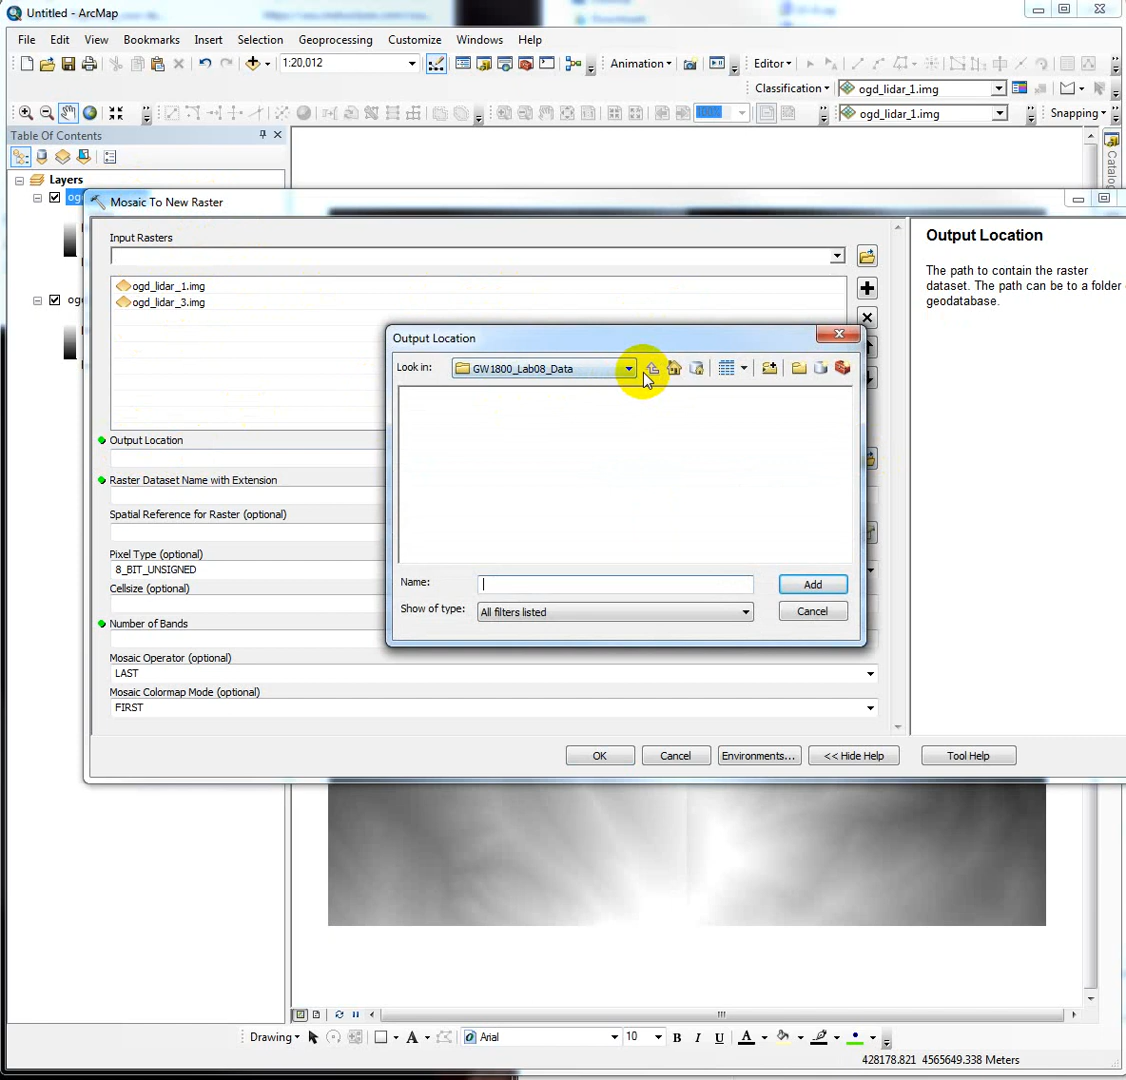 Untitled - ArcMap
File Edit View Bookmarks Insert Selection Geoprocessing Customize Windows Help
1:20,012 Animation Editor
Classification ogd_lidar_1.img
100% ogd_lidar_1.img Snapping
Table Of Contents
Catalog
Layers
Mosaic To New Raster
Input Rasters
ogd_lidar_1.img
ogd_lidar_3.img
Output Location
Look in: GW1800_Lab08_Data
Name:
Add
Show of type: All filters listed
Cancel
Output Location
Raster Dataset Name with Extension
Spatial Reference for Raster (optional)
Pixel Type (optional)
8_BIT_UNSIGNED
Cellsize (optional)
Number of Bands
Mosaic Operator (optional)
LAST
Mosaic Colormap Mode (optional)
FIRST
OK Cancel Environments... << Hide Help Tool Help
Output Location
The path to contain the raster
dataset. The path can be to a folder
geodatabase.
Drawing A Arial 10 B I U A
428178.821 4565649.338 Meters